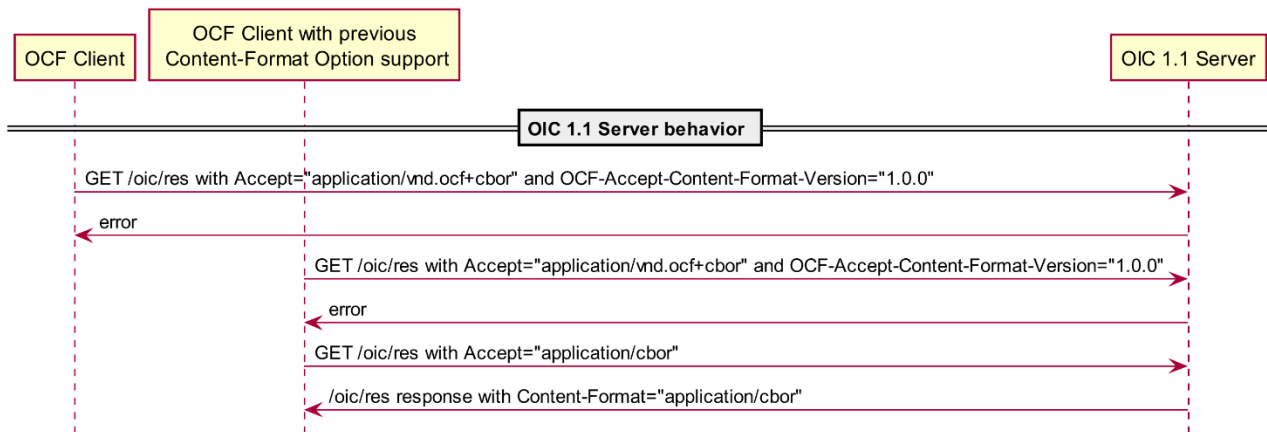 OCF Client
OCF Client with previous
Content-Format Option support
OIC 1.1 Server
OIC 1.1 Server behavior
GET /oic/res with Accept="application/vnd.ocf+cbor" and OCF-Accept-Content-Format-Version="1.0.0"
error
GET /oic/res with Accept="application/vnd.ocf+cbor" and OCF-Accept-Content-Format-Version="1.0.0"
error
GET /oic/res with Accept="application/cbor"
/oic/res response with Content-Format="application/cbor"